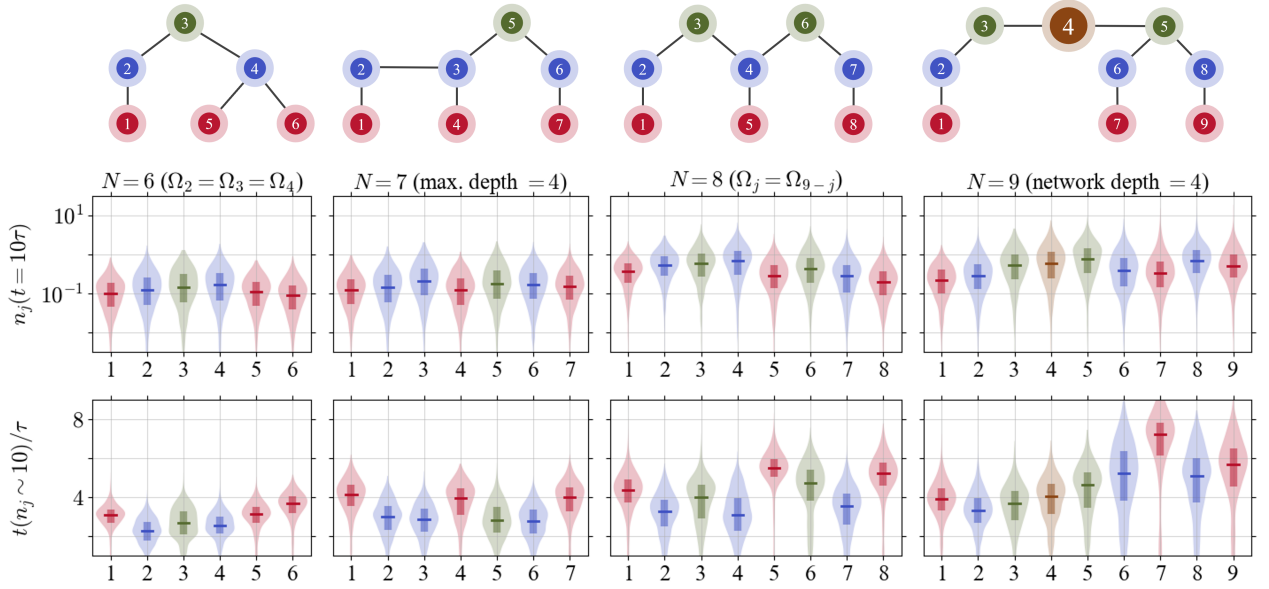 3 5 3 6 3 4 5
2 4 2 3 6 2 4 7 2 6 8
1 5 6 1 4 7 1 5 8 1 7 9
N = 6 (Ω₂ = Ω₃ = Ω₄) N = 7 (max. depth = 4) N = 8 (Ωⱼ = Ω₉₋ⱼ) N = 9 (network depth = 4)
nⱼ(t = 10τ)
10¹
10⁻¹
1 2 3 4 5 6 1 2 3 4 5 6 7 1 2 3 4 5 6 7 8 1 2 3 4 5 6 7 8 9
t(nⱼ ∼ 10)/τ
8
4
1 2 3 4 5 6 1 2 3 4 5 6 7 1 2 3 4 5 6 7 8 1 2 3 4 5 6 7 8 9